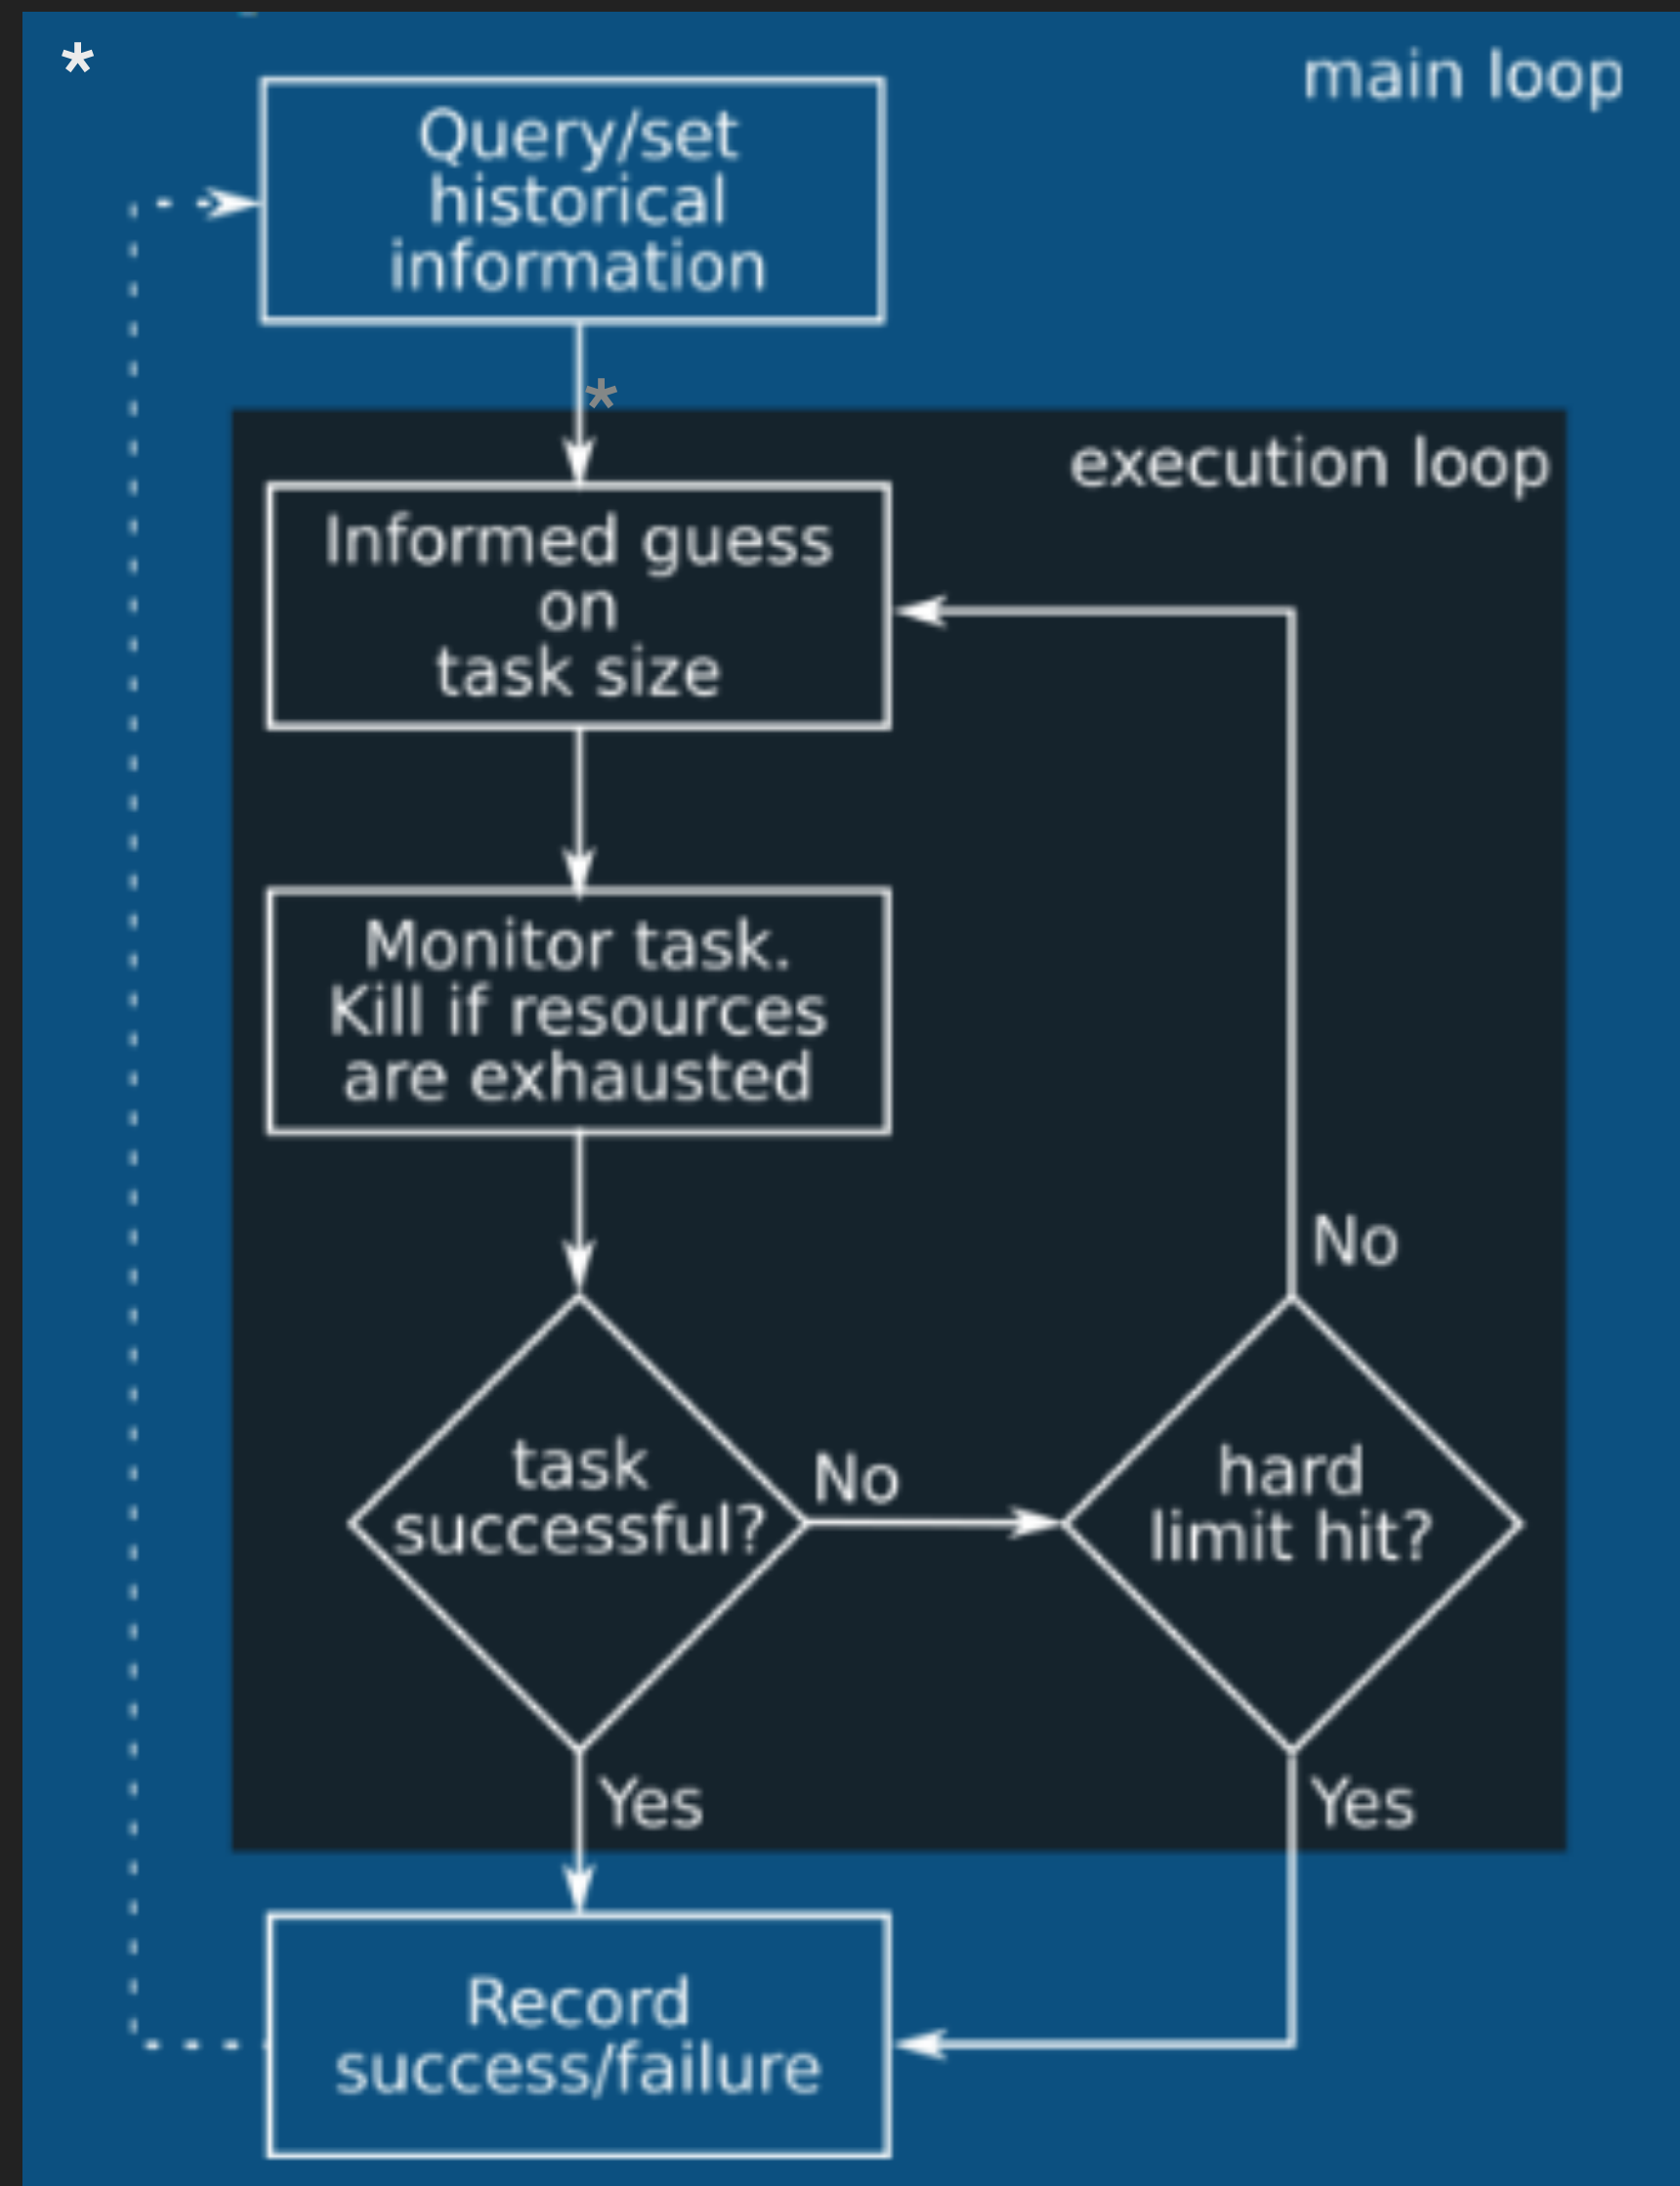 *
main loop
Query/set
historical
information
*
execution loop
Informed guess
on
task size
Monitor task.
Kill if resources
are exhausted
No
task
successful?
No
hard
limit hit?
Yes
Yes
Record
success/failure